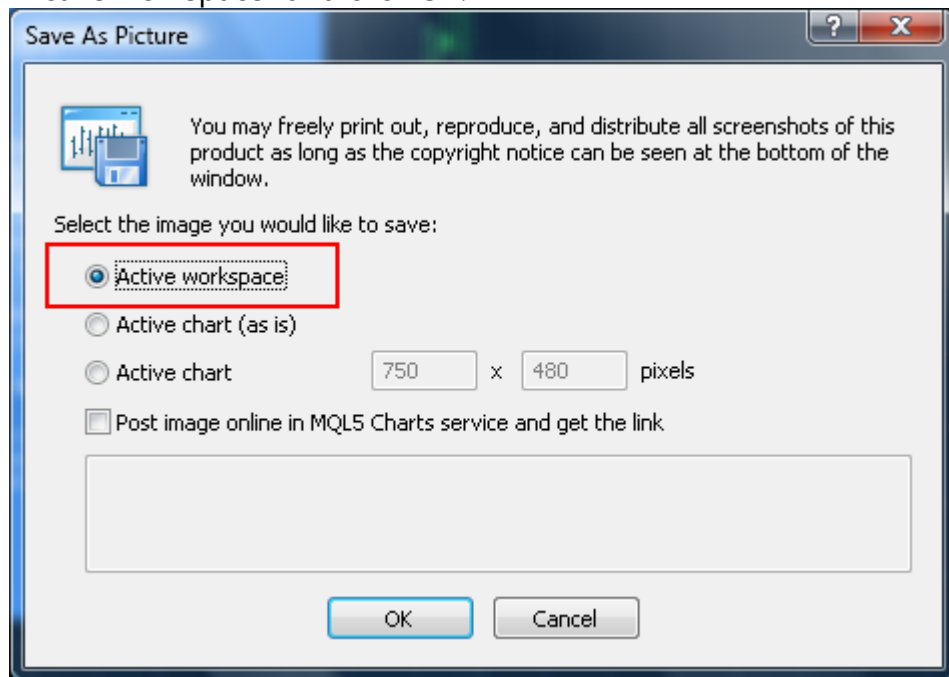 Save As Picture
You may freely print out, reproduce, and distribute all screenshots of this
product as long as the copyright notice can be seen at the bottom of the
window.
Select the image you would like to save:
Active workspace
Active chart (as is)
Active chart 750 x 480 pixels
Post image online in MQL5 Charts service and get the link
OK Cancel